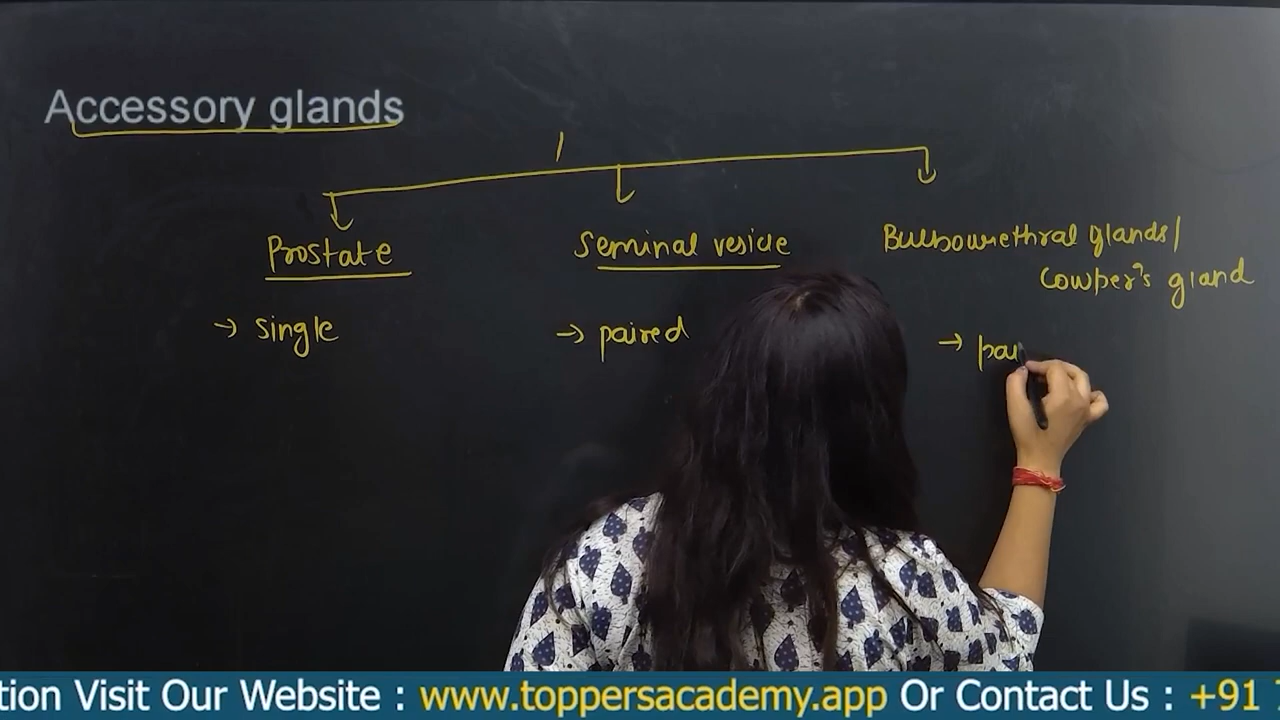 Accessory glands
Prostate
→ single
Seminal vesicle
→ paired
Bulbourethral glands/
Cowper's gland
→ pai
tion Visit Our Website : www.toppersacademy.app Or Contact Us : +91